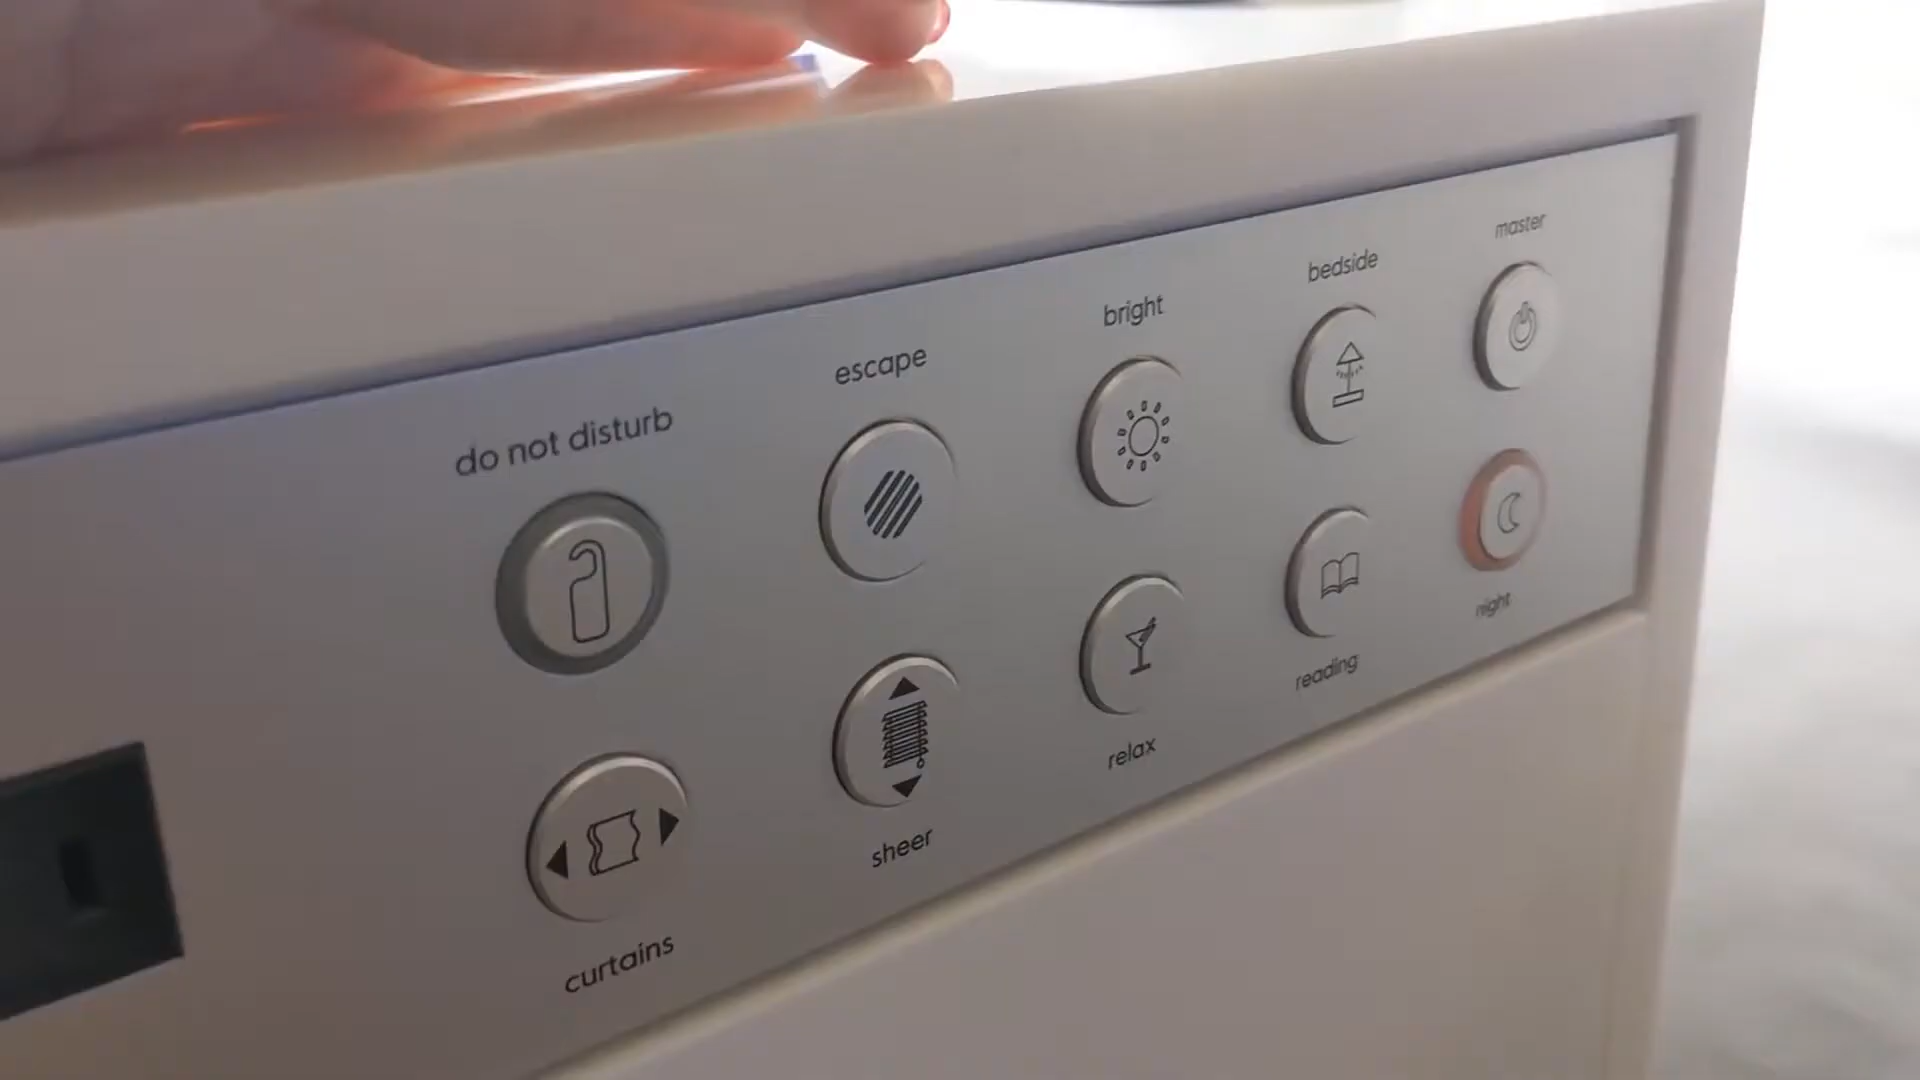 do not disturb
escape
bright
bedside
master
curtains
sheer
relax
reading
night